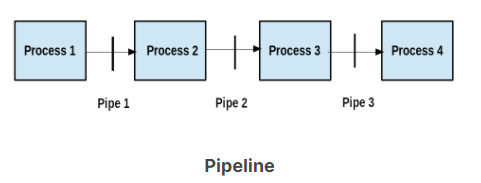 Process 1
Process 2
Process 3
Process 4
Pipe 1
Pipe 2
Pipe 3
Pipeline